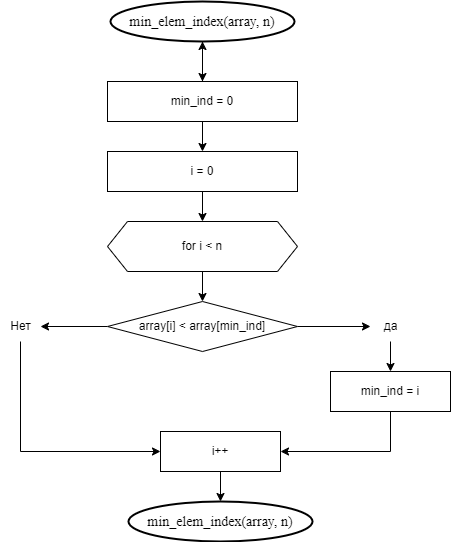 min_elem_index(array, n)
min_ind = 0
i = 0
for i < n
array[i] < array[min_ind]
Нет
да
min_ind = i
i++
min_elem_index(array, n)